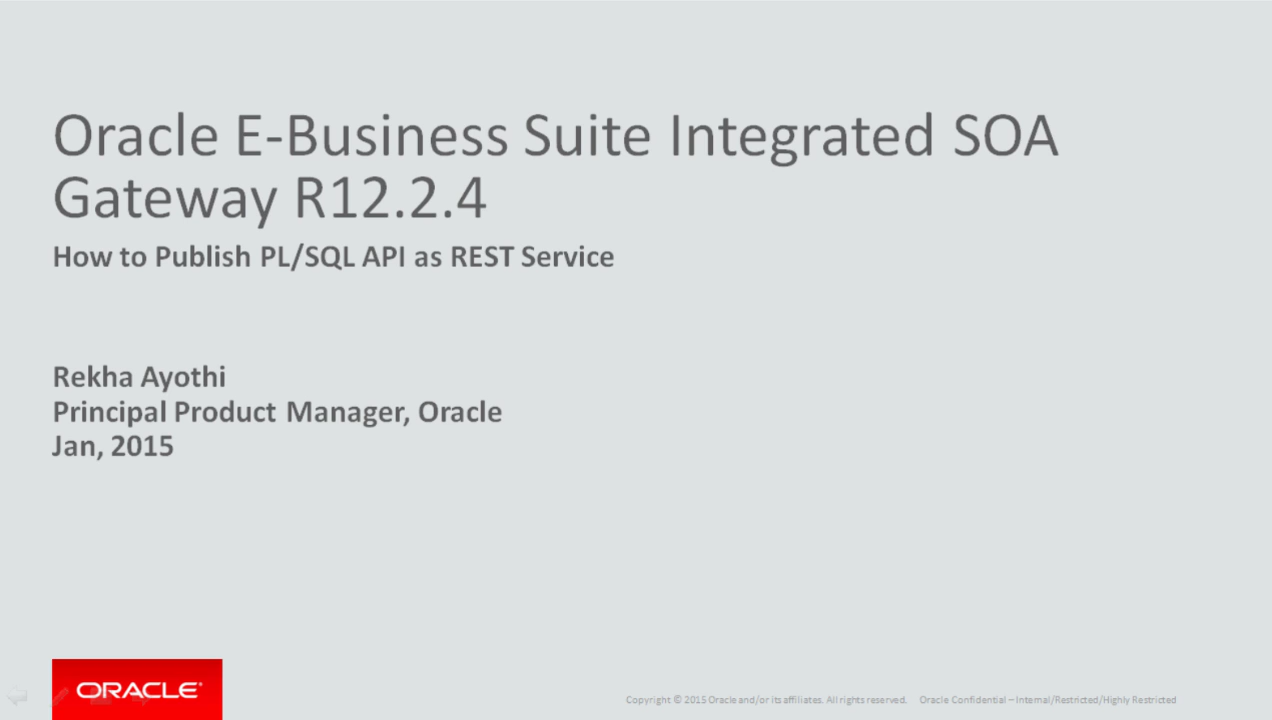 Oracle E-Business Suite Integrated SOA
Gateway R12.2.4
How to Publish PL/SQL API as REST Service
Rekha Ayothi
Principal Product Manager, Oracle
Jan, 2015
ORACLE®
Copyright © 2015 Oracle and/or its affiliates. All rights reserved. Oracle Confidential – Internal/Restricted/Highly Restricted